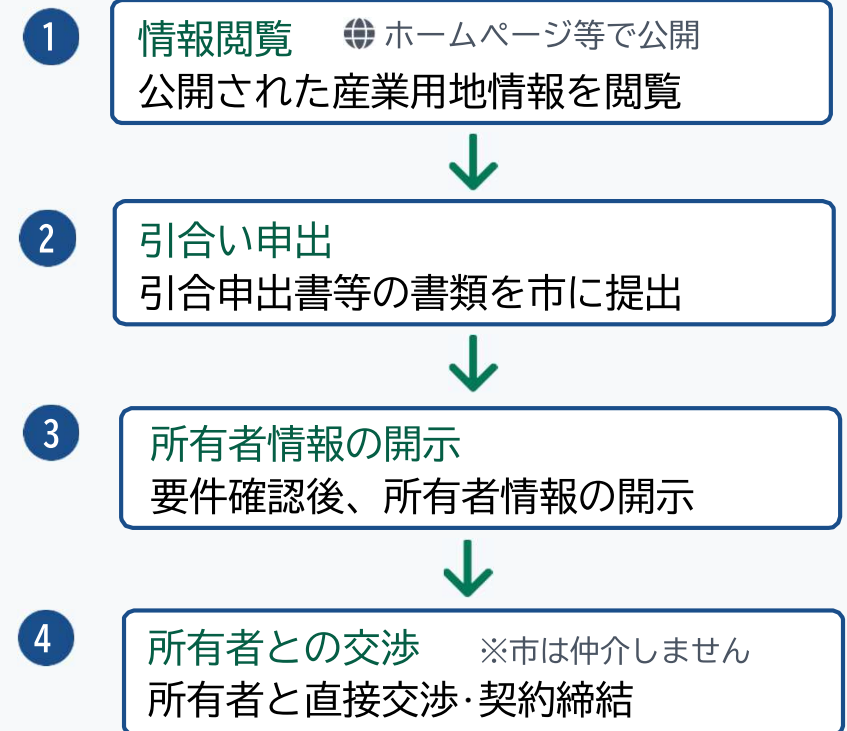 1
情報閲覧 ホームページ等で公開
公開された産業用地情報を閲覧
2
引合い申出
引合申出書等の書類を市に提出
3
所有者情報の開示
要件確認後、所有者情報の開示
4
所有者との交渉 ※市は仲介しません
所有者と直接交渉·契約締結